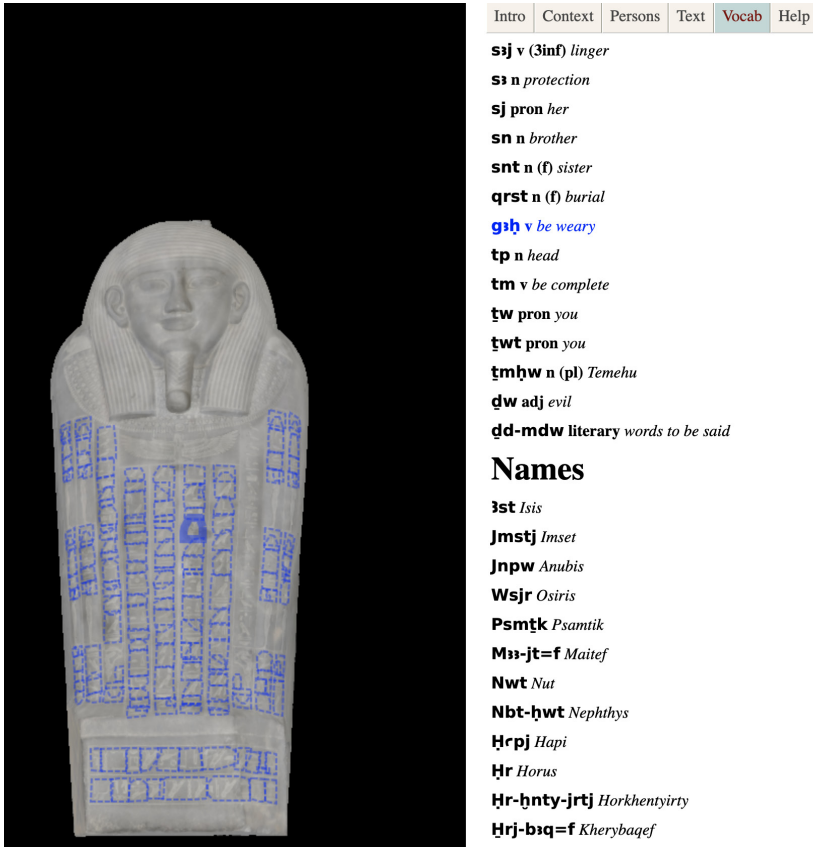 Intro Context Persons Text Vocab Help
sꜣj v (3inf) linger
sꜣ n protection
sj pron her
sn n brother
snt n (f) sister
qrst n (f) burial
gꜣḥ v be weary
tp n head
tm v be complete
ṯw pron you
ṯwt pron you
ṯmḥw n (pl) Temehu
ḏw adj evil
ḏd-mdw literary words to be said
Names
Ꜣst Isis
Jmstj Imset
Jnpw Anubis
Wsjr Osiris
Psmṯk Psamtik
Mꜣꜣ-jt=f Maitef
Nwt Nut
Nbt-ḥwt Nephthys
Ḥꜥpj Hapi
Ḥr Horus
Ḥr-ḫnty-jrtj Horkhentyirty
H̱rj-bꜣq=f Kherybaqef